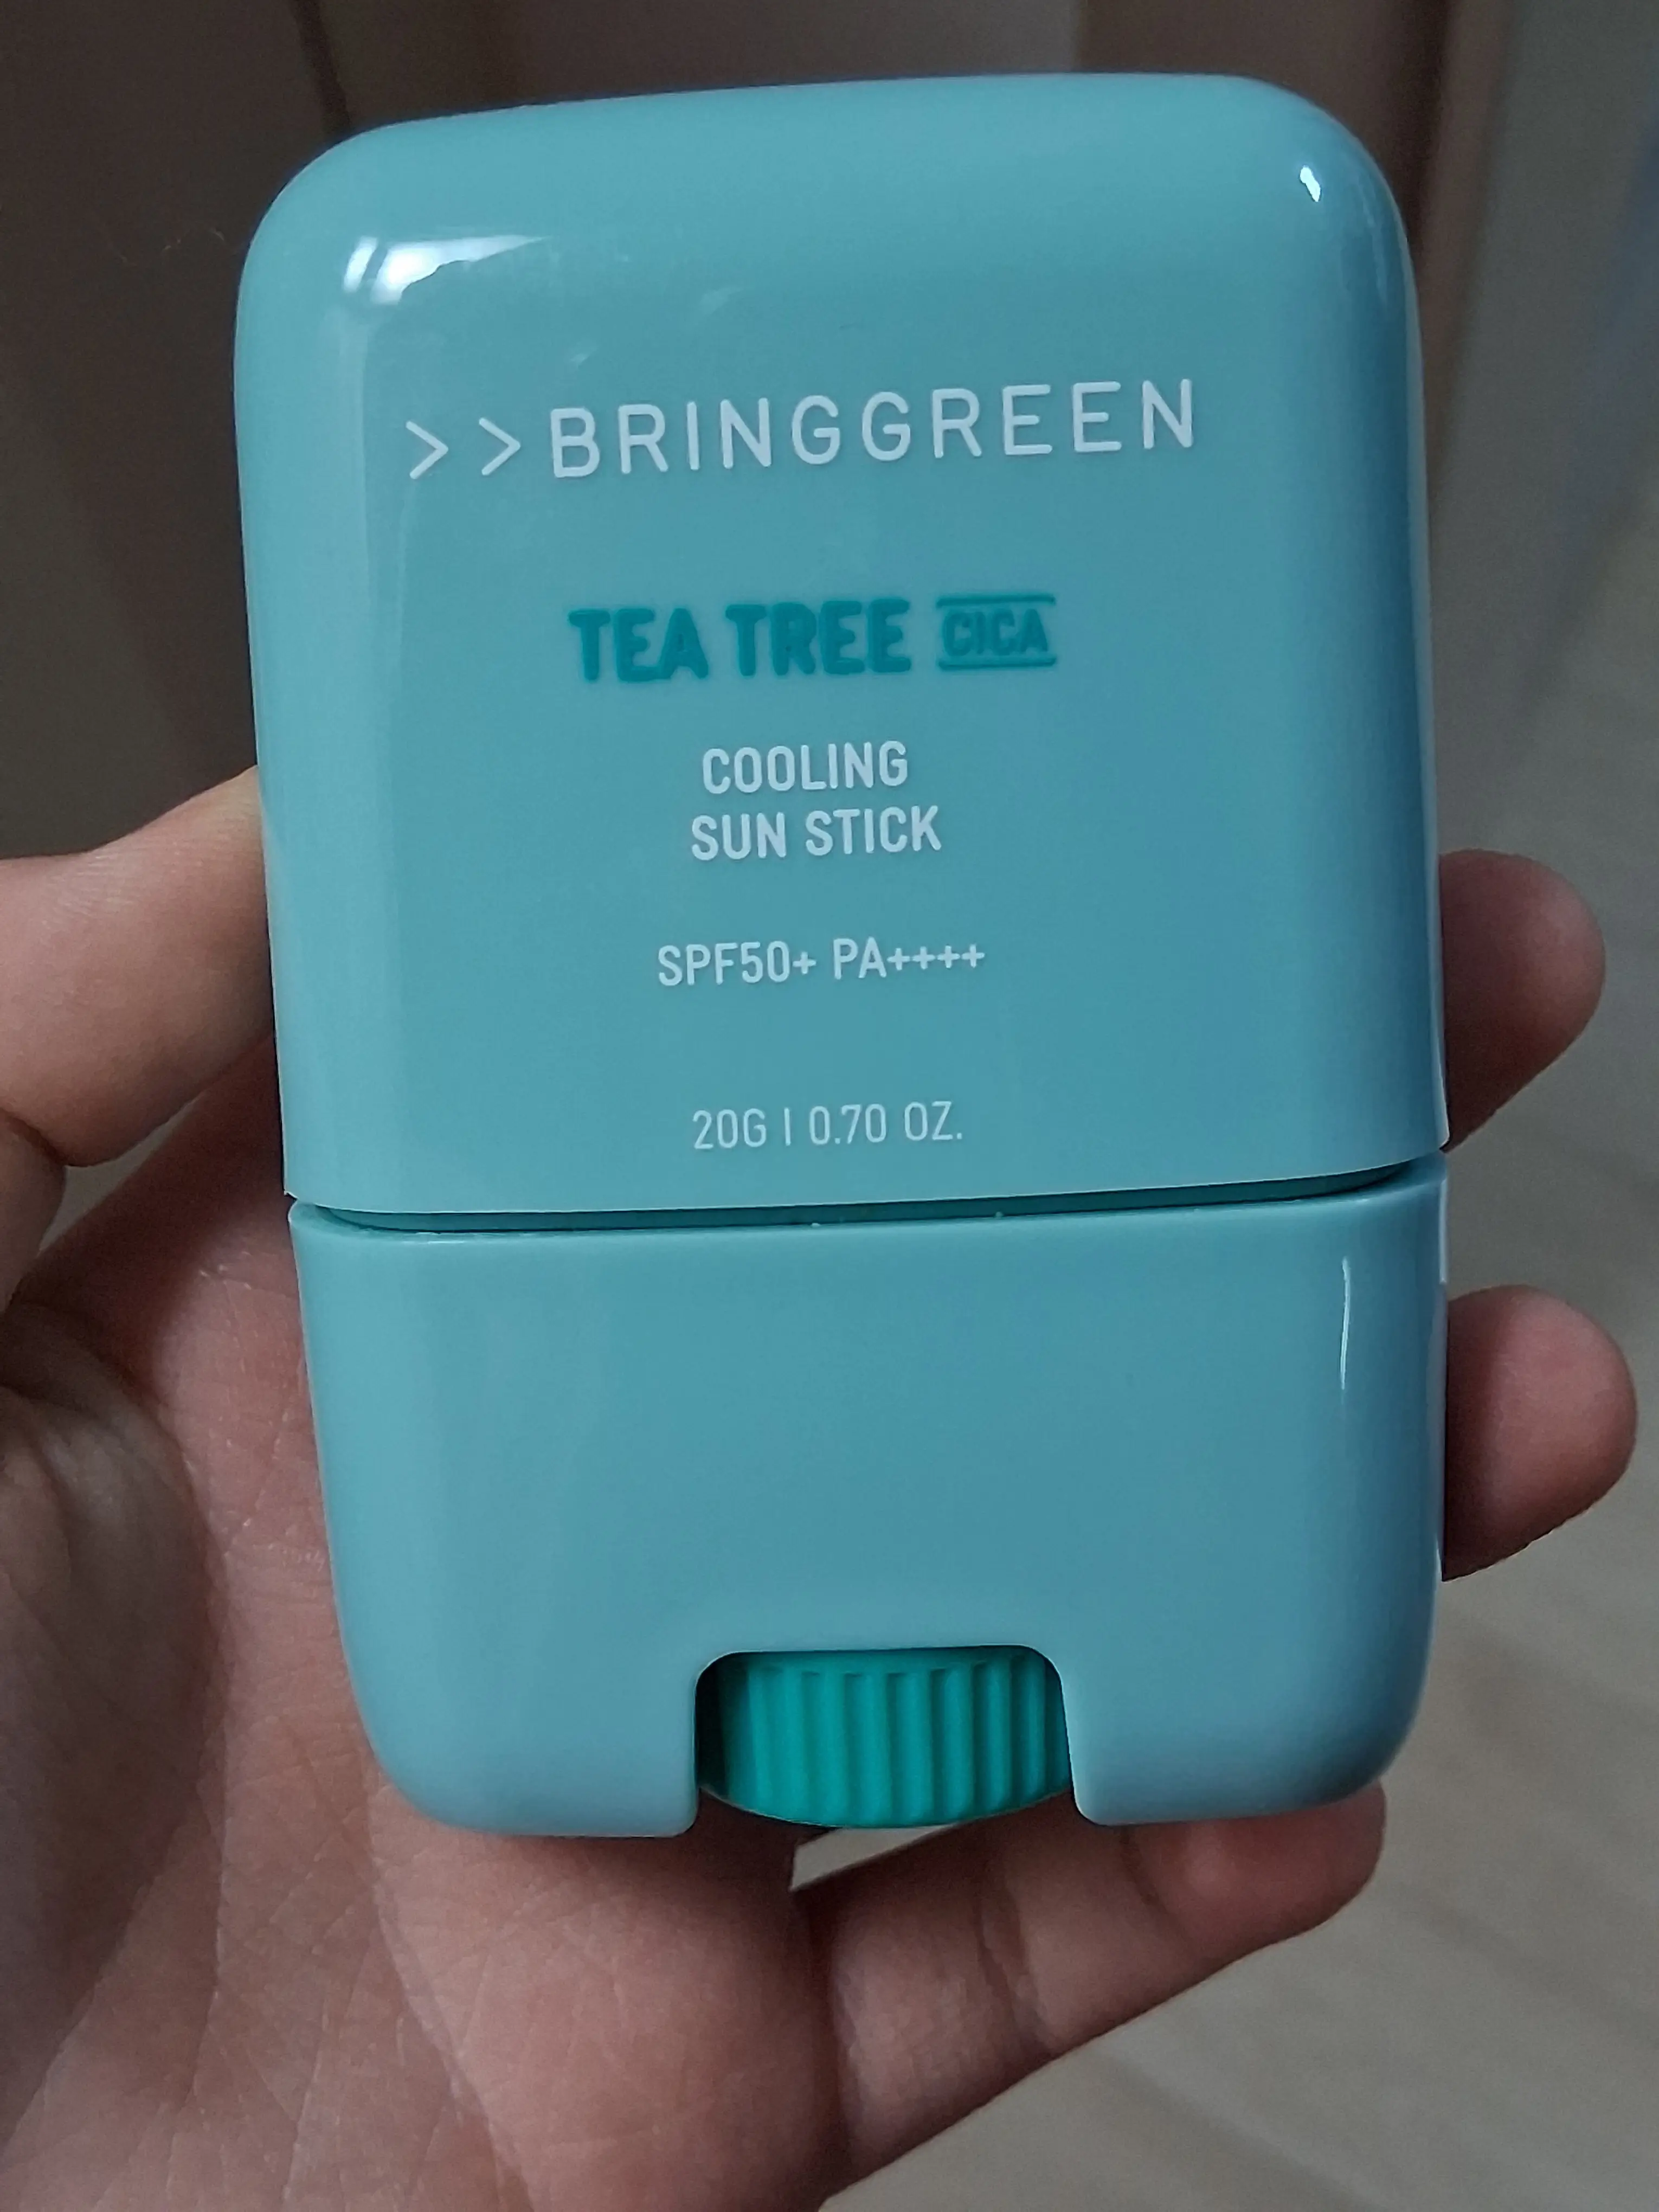 >>BRINGGREEN
TEA TREE CICA
COOLING
SUN STICK
SPF50+ PA++++
20G | 0.70 OZ.